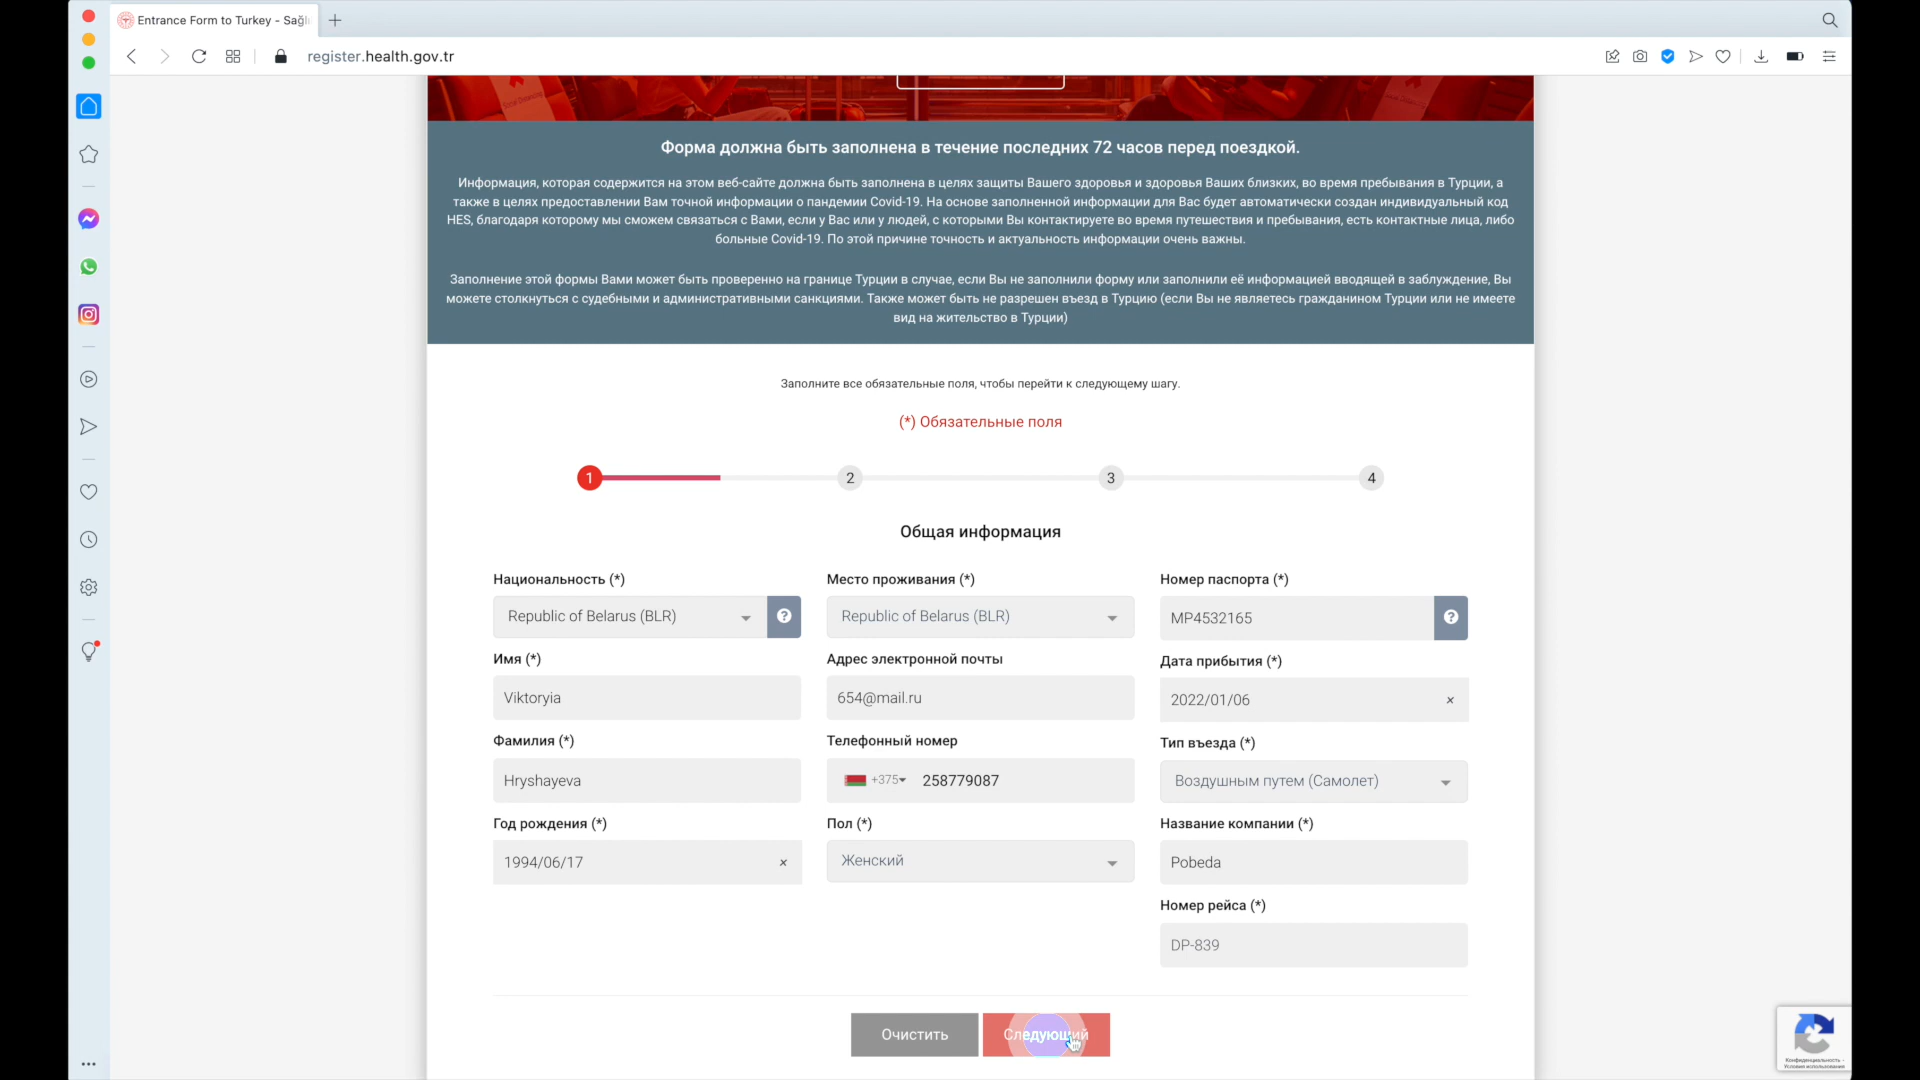 Entrance Form to Turkey - Sağl
register.health.gov.tr
Форма должна быть заполнена в течение последних 72 часов перед поездкой.
Информация, которая содержится на этом веб-сайте должна быть заполнена в целях защиты Вашего здоровья и здоровья Ваших близких, во время пребывания в Турции, а
также в целях предоставлении Вам точной информации о пандемии Covid-19. На основе заполненной информации для Вас будет автоматически создан индивидуальный код
HES, благодаря которому мы сможем связаться с Вами, если у Вас или у людей, с которыми Вы контактируете во время путешествия и пребывания, есть контактные лица, либо
больные Covid-19. По этой причине точность и актуальность информации очень важны.
Заполнение этой формы Вами может быть проверенно на границе Турции в случае, если Вы не заполнили форму или заполнили её информацией вводящей в заблуждение, Вы
можете столкнуться с судебными и административными санкциями. Также может быть не разрешен въезд в Турцию (если Вы не являетесь гражданином Турции или не имеете
вид на жительство в Турции)
Заполните все обязательные поля, чтобы перейти к следующему шагу.
(*) Обязательные поля
1 2 3 4
Общая информация
Национальность (*) Место проживания (*) Номер паспорта (*)
Republic of Belarus (BLR) ? Republic of Belarus (BLR) MP4532165 ?
Имя (*) Адрес электронной почты Дата прибытия (*)
Viktoryia 654@mail.ru 2022/01/06 ×
Фамилия (*) Телефонный номер Тип въезда (*)
Hryshayeva +375 258779087 Воздушным путем (Самолет)
Год рождения (*) Пол (*) Название компании (*)
1994/06/17 × Женский Pobeda
Номер рейса (*)
DP-839
Очистить Следующий
Конфиденциальность -
Условия использования